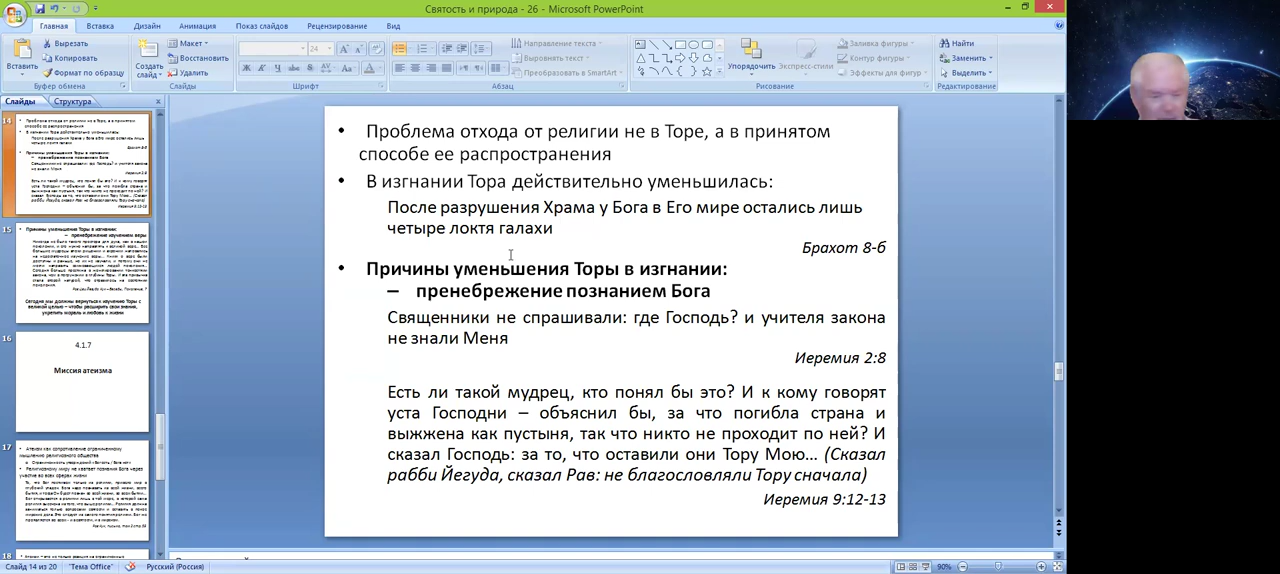 Святость и природа - 26 - Microsoft PowerPoint
Главная Вставка Дизайн Анимация Показ слайдов Рецензирование Вид
Вставить
Вырезать
Копировать
Формат по образцу
Буфер обмена
Создать слайд
Макет
Восстановить
Удалить
Слайды
24
Шрифт
Направление текста
Выровнять текст
Преобразовать в SmartArt
Абзац
Упорядочить
Экспресс-стили
Заливка фигуры
Контур фигуры
Эффекты для фигур
Рисование
Найти
Заменить
Выделить
Редактирование
Слайды Структура
14
15
16
4.1.7
Миссия атеизма
17
18
• Проблема отхода от религии не в Торе, а в принятом
способе ее распространения
• В изгнании Тора действительно уменьшилась:
После разрушения Храма у Бога в Его мире остались лишь
четыре локтя галахи
Брахот 8-б
• Причины уменьшения Торы в изгнании:
– пренебрежение познанием Бога
Священники не спрашивали: где Господь? и учителя закона
не знали Меня
Иеремия 2:8
Есть ли такой мудрец, кто понял бы это? И к кому говорят
уста Господни – объяснил бы, за что погибла страна и
выжжена как пустыня, так что никто не проходит по ней? И
сказал Господь: за то, что оставили они Тору Мою... (Сказал
рабби Йегуда, сказал Рав: не благословляли Тору сначала)
Иеремия 9:12-13
Слайд 14 из 20 "Тема Office" Русский (Россия) 90%